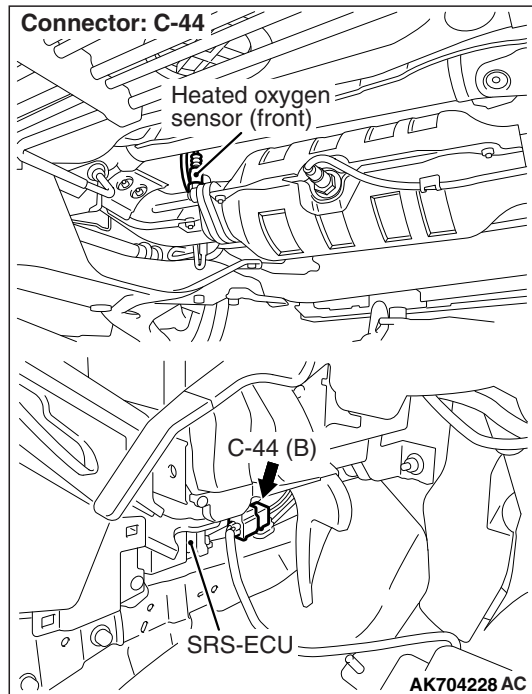 Connector: C-44
Heated oxygen
sensor (front)
C-44 (B)
SRS-ECU
AK704228 AC